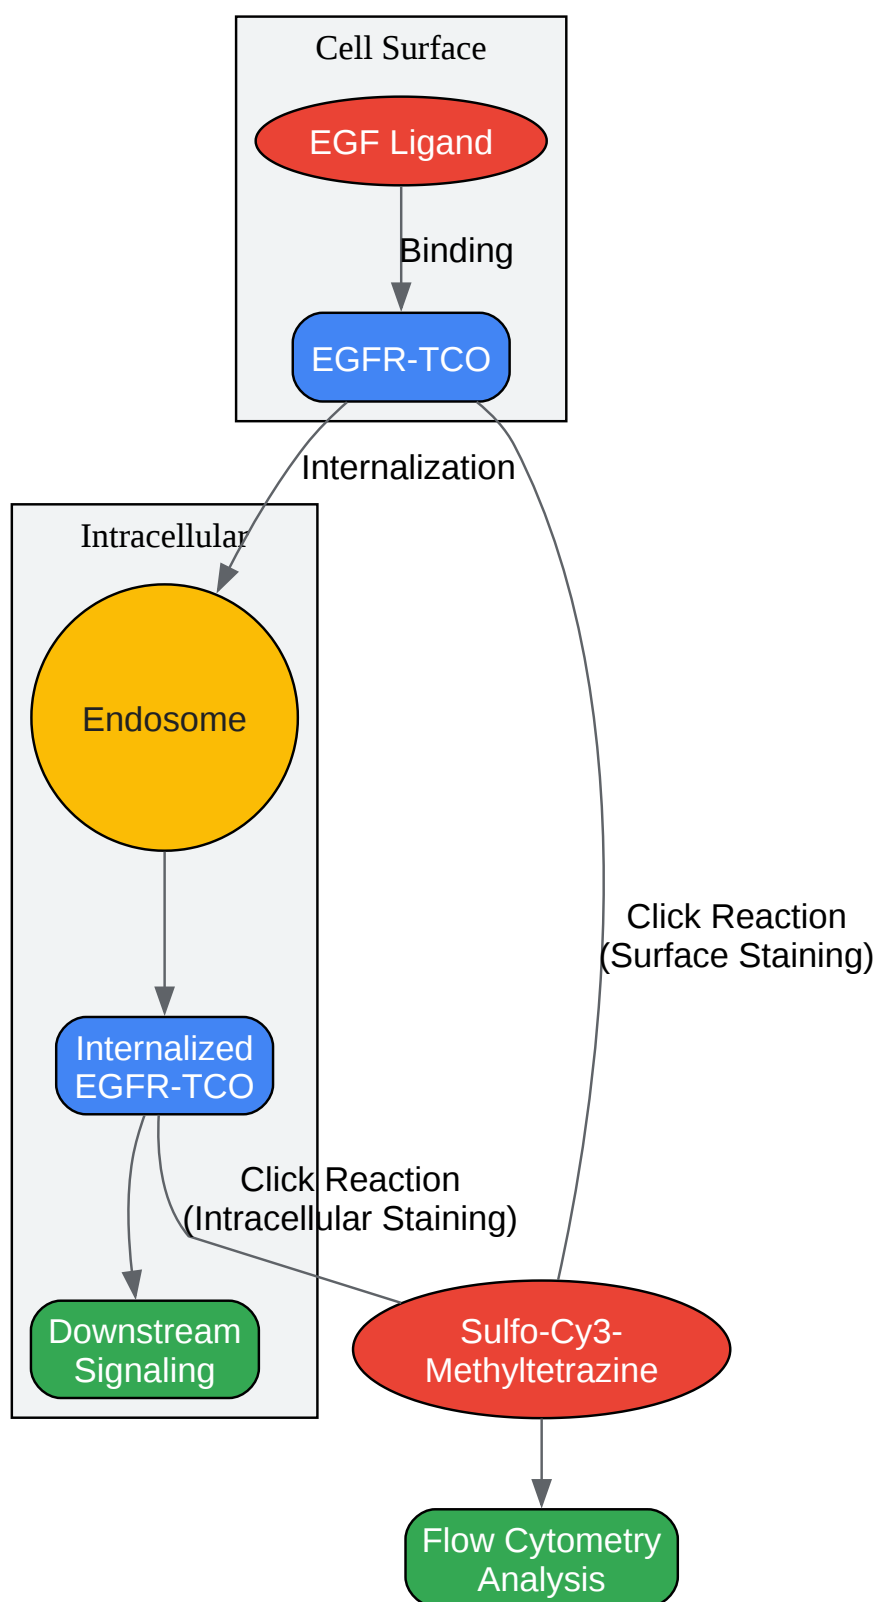 Cell Surface
EGF Ligand
Binding
EGFR-TCO
Internalization
Intracellular
Endosome
Click Reaction
(Surface Staining)
Internalized
EGFR-TCO
Click Reaction
(Intracellular Staining)
Downstream
Signaling
Sulfo-Cy3-
Methyltetrazine
Flow Cytometry
Analysis